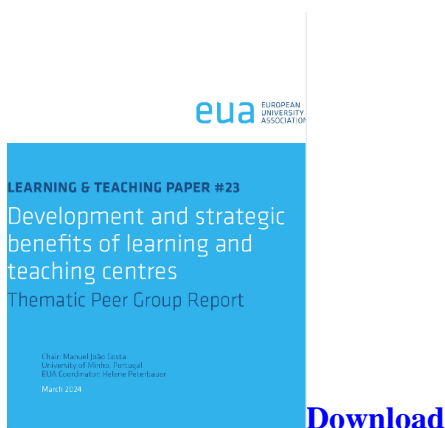 eua EUROPEAN
UNIVERSITY
ASSOCIATION
LEARNING & TEACHING PAPER #23
Development and strategic
benefits of learning and
teaching centres
Thematic Peer Group Report
Chair: Manuel João Costa
University of Minho, Portugal
EUA Coordinator: Helene Peterbauer
March 2024
Download